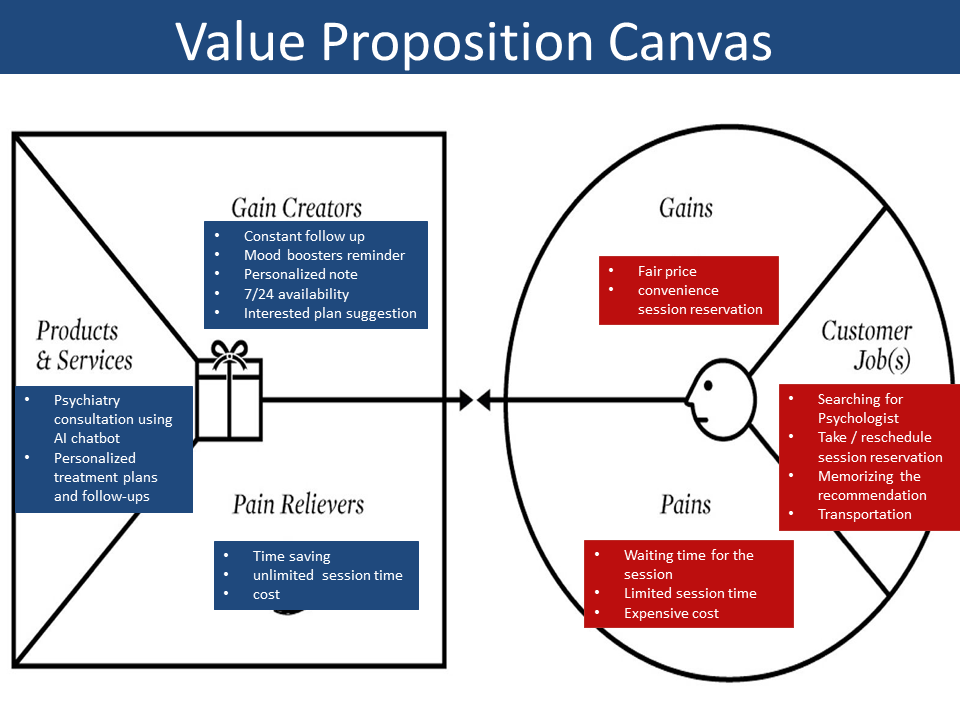 Value Proposition Canvas
Gain Creators
• Constant follow up
• Mood boosters reminder
• Personalized note
• 7/24 availability
• Interested plan suggestion
Products
& Services
• Psychiatry
consultation using
AI chatbot
• Personalized
treatment plans
and follow-ups
Pain Relievers
• Time saving
• unlimited session time
• cost
Gains
• Fair price
• convenience
session reservation
Customer
Job(s)
• Searching for
Psychologist
• Take / reschedule
session reservation
• Memorizing the
recommendation
• Transportation
Pains
• Waiting time for the
session
• Limited session time
• Expensive cost